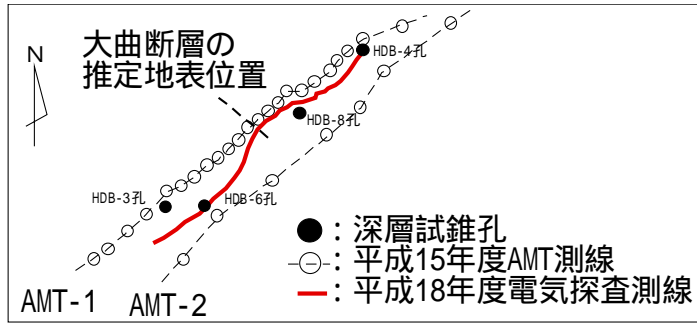 N
大曲断層の
推定地表位置
HDB-4孔
HDB-8孔
HDB-3孔
HDB-6孔
：深層試錐孔
：平成15年度AMT測線
：平成18年度電気探査測線
AMT-1
AMT-2